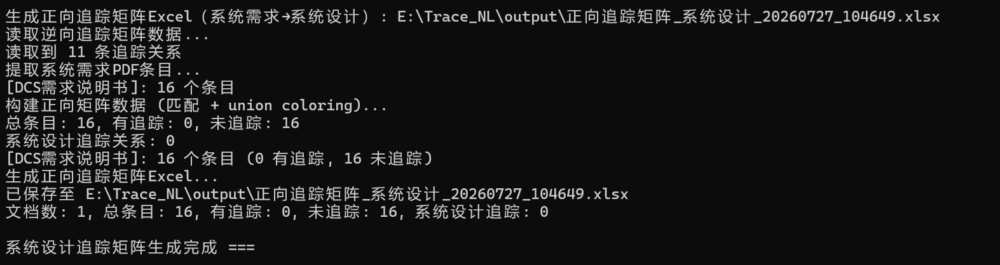 生成正向追踪矩阵Excel（系统需求→系统设计）: E:\Trace_NL\output\正向追踪矩阵_系统设计_20260727_104649.xlsx
读取逆向追踪矩阵数据...
读取到 11 条追踪关系
提取系统需求PDF条目...
[DCS需求说明书]: 16 个条目
构建正向矩阵数据 (匹配 + union coloring)...
总条目: 16, 有追踪: 0, 未追踪: 16
系统设计追踪关系: 0
[DCS需求说明书]: 16 个条目 (0 有追踪, 16 未追踪)
生成正向追踪矩阵Excel...
已保存至 E:\Trace_NL\output\正向追踪矩阵_系统设计_20260727_104649.xlsx
文档数: 1, 总条目: 16, 有追踪: 0, 未追踪: 16, 系统设计追踪: 0
系统设计追踪矩阵生成完成 ===